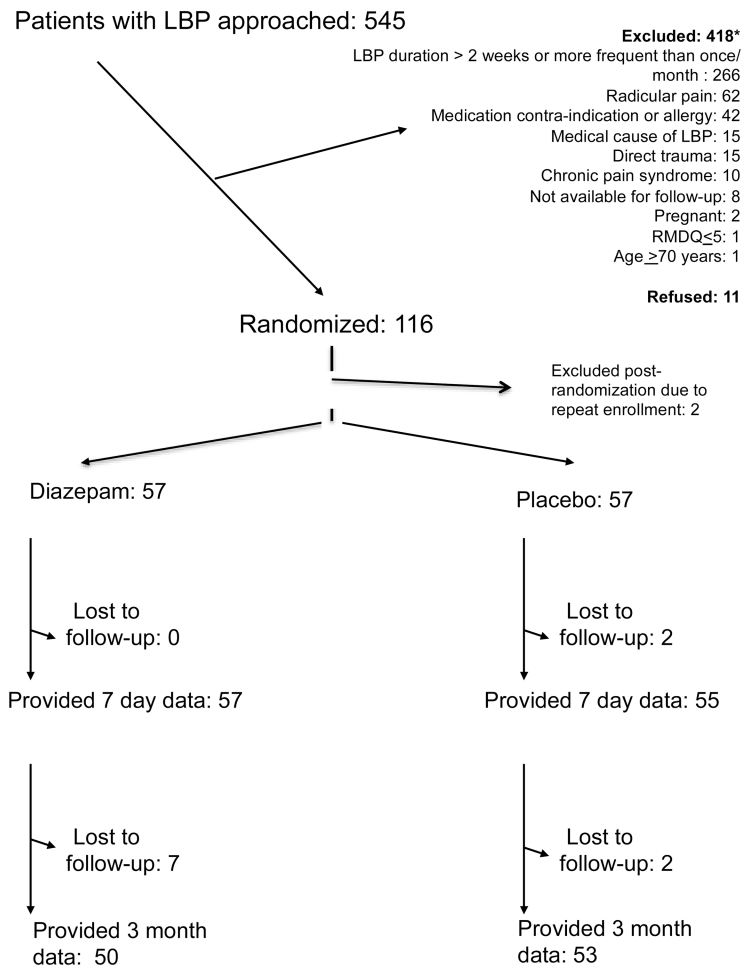 Patients with LBP approached: 545
Excluded: 418*
LBP duration > 2 weeks or more frequent than once/
month : 266
Radicular pain: 62
Medication contra-indication or allergy: 42
Medical cause of LBP: 15
Direct trauma: 15
Chronic pain syndrome: 10
Not available for follow-up: 8
Pregnant: 2
RMDQ≤5: 1
Age ≥70 years: 1
Refused: 11
Randomized: 116
Excluded post-
randomization due to
repeat enrollment: 2
Diazepam: 57
Placebo: 57
Lost to
follow-up: 0
Lost to
follow-up: 2
Provided 7 day data: 57
Provided 7 day data: 55
Lost to
follow-up: 7
Lost to
follow-up: 2
Provided 3 month
data: 50
Provided 3 month
data: 53